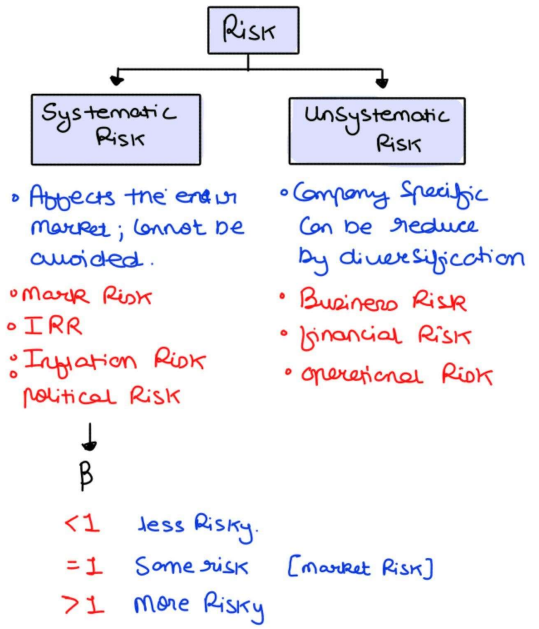 Risk
Systematic
Risk
UnSystematic
Risk
• Affects the entir
market; Cannot be
avoided.
• Mark Risk
• IRR
• Inflation Risk
• political Risk
• Company Specific
Can be reduce
by diversification
• Business Risk
• financial Risk
• operational Risk
β
<1 less Risky.
=1 Same risk [market Risk]
>1 More Risky